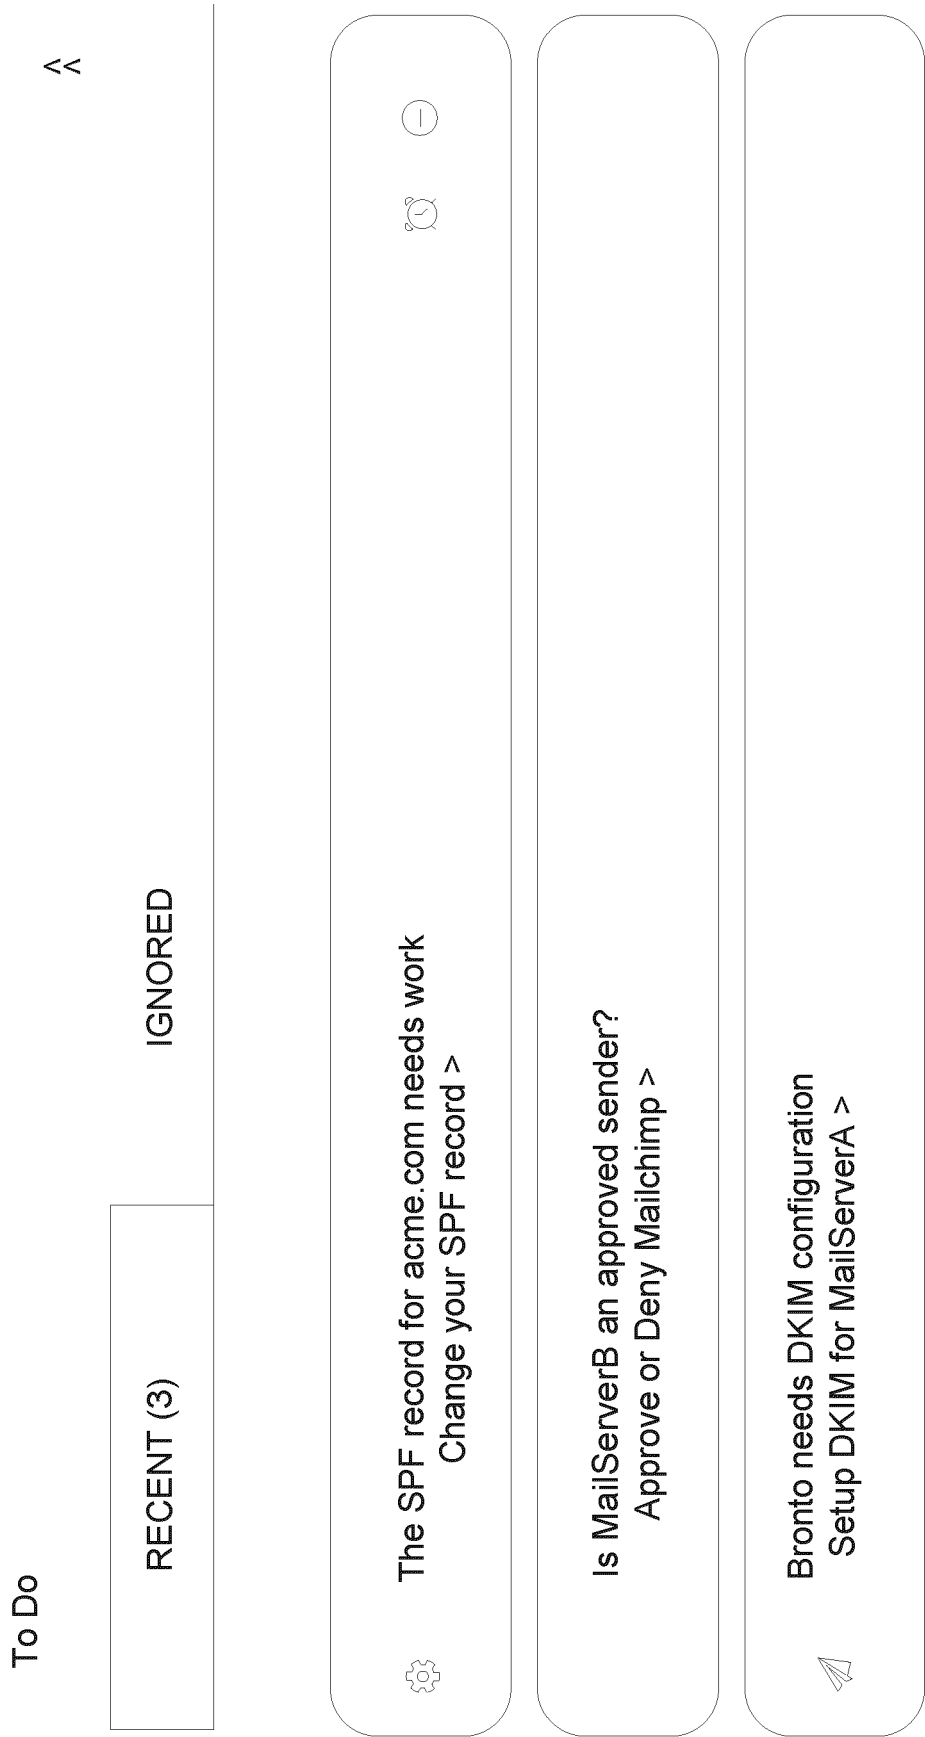 To Do
<<
RECENT (3)
IGNORED
The SPF record for acme.com needs work
Change your SPF record >
Is MailServerB an approved sender?
Approve or Deny Mailchimp >
Bronto needs DKIM configuration
Setup DKIM for MailServerA >